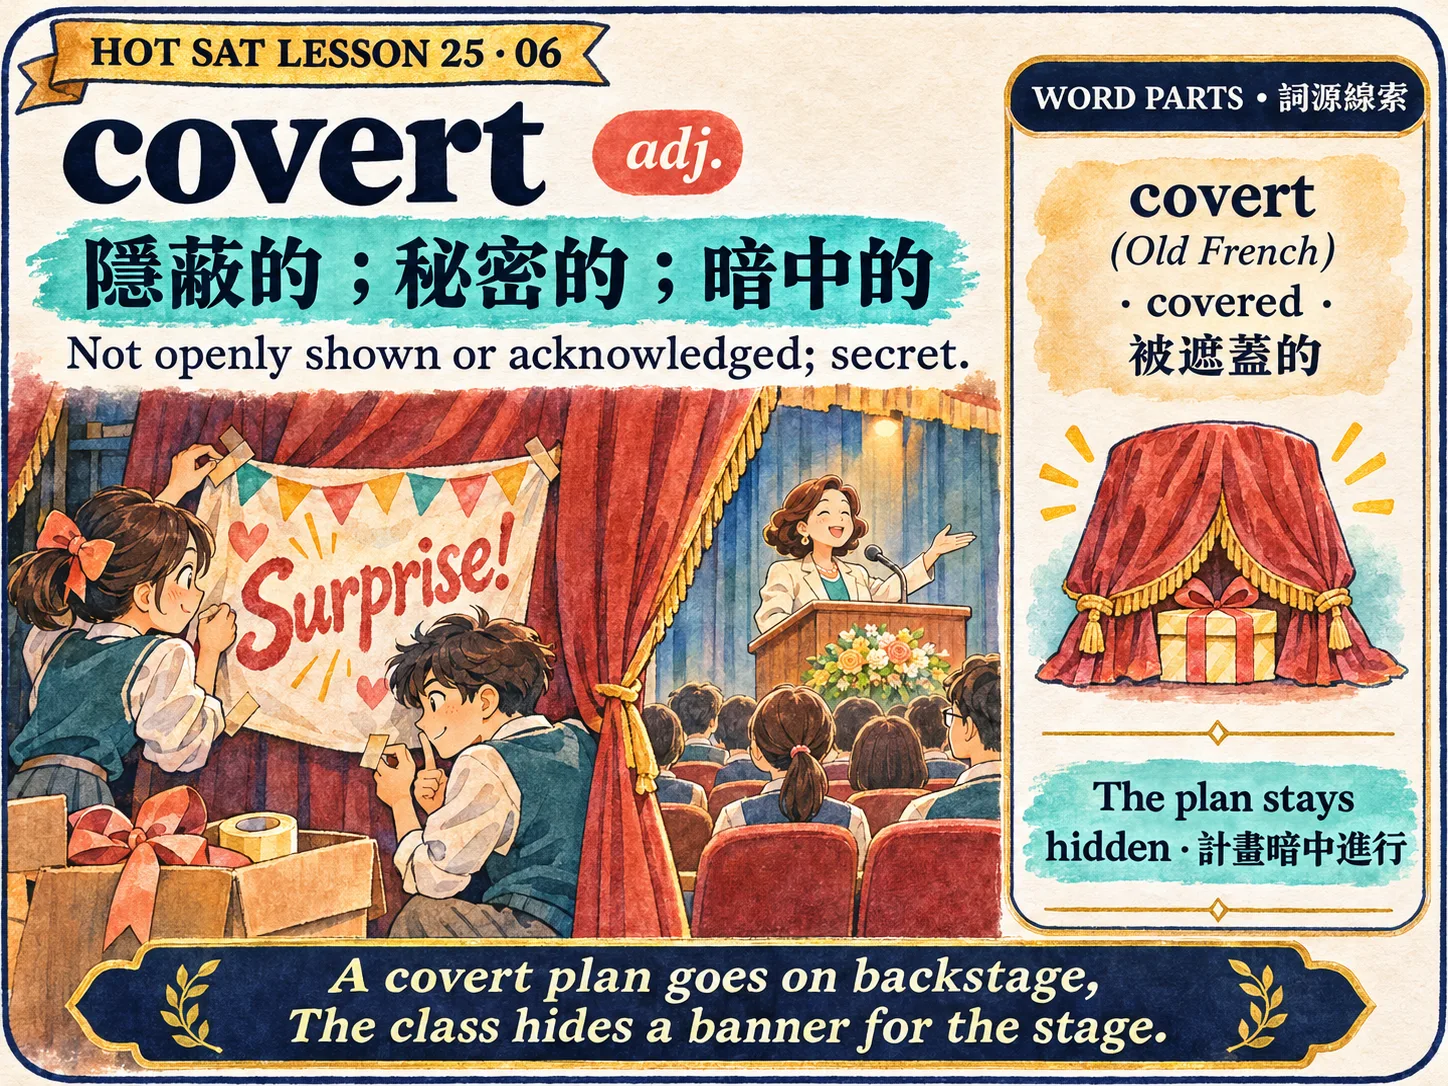 HOT SAT LESSON 25 · 06
covert adj.
隱蔽的；秘密的；暗中的
Not openly shown or acknowledged; secret.
Surprise!
WORD PARTS · 詞源線索
covert
(Old French)
· covered ·
被遮蓋的
The plan stays
hidden · 計畫暗中進行
A covert plan goes on backstage,
The class hides a banner for the stage.